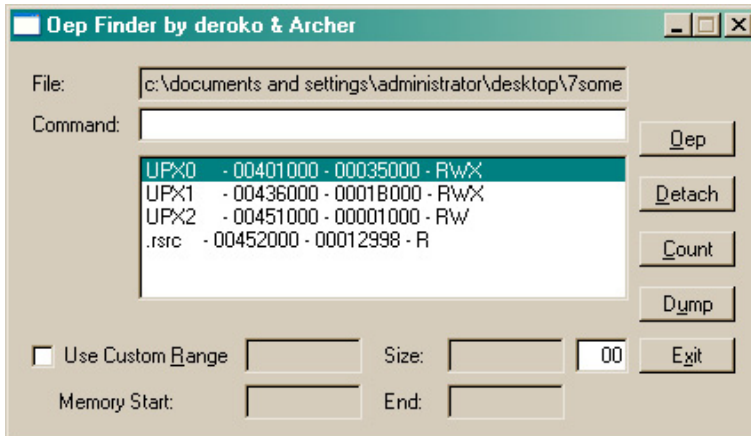 Oep Finder by deroko & Archer
File: c:\documents and settings\administrator\desktop\7some
Command:
Oep
UPX0 - 00401000 - 00035000 - RWX
UPX1 - 00436000 - 0001B000 - RWX
UPX2 - 00451000 - 00001000 - RW
.rsrc - 00452000 - 00012998 - R
Detach
Count
Dump
Use Custom Range Size: 00 Exit
Memory Start: End: